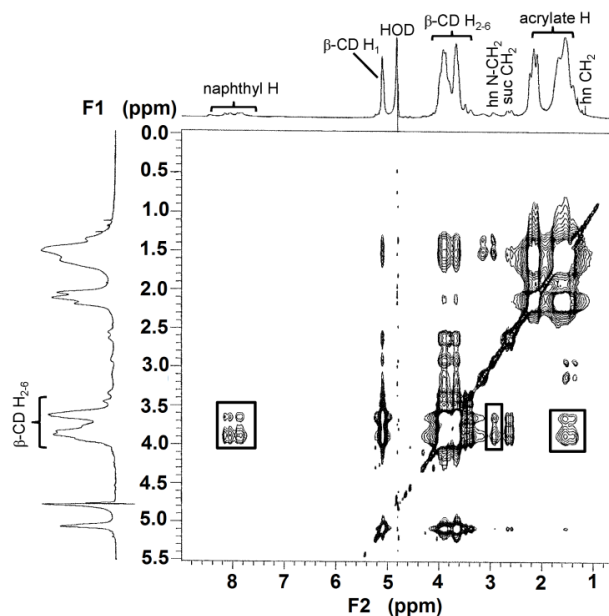 β-CD H2-6
acrylate H
HOD
β-CD H1
hn N-CH2
suc CH2
hn CH2
naphthyl H
F1 (ppm)
0.0
0.5
1.0
1.5
2.0
2.5
3.0
3.5
4.0
4.5
5.0
5.5
β-CD H2-6
8 7 6 5 4 3 2 1
F2 (ppm)